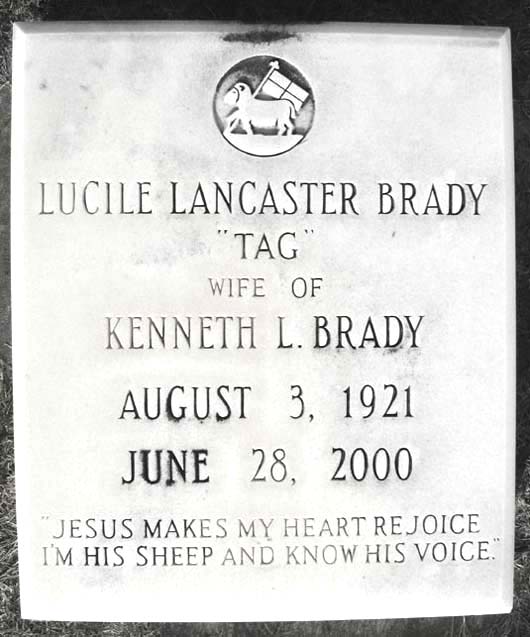 LUCILE LANCASTER BRADY
"TAG"
WIFE OF
KENNETH L. BRADY
AUGUST 3, 1921
JUNE 28, 2000
"JESUS MAKES MY HEART REJOICE
I'M HIS SHEEP AND KNOW HIS VOICE."